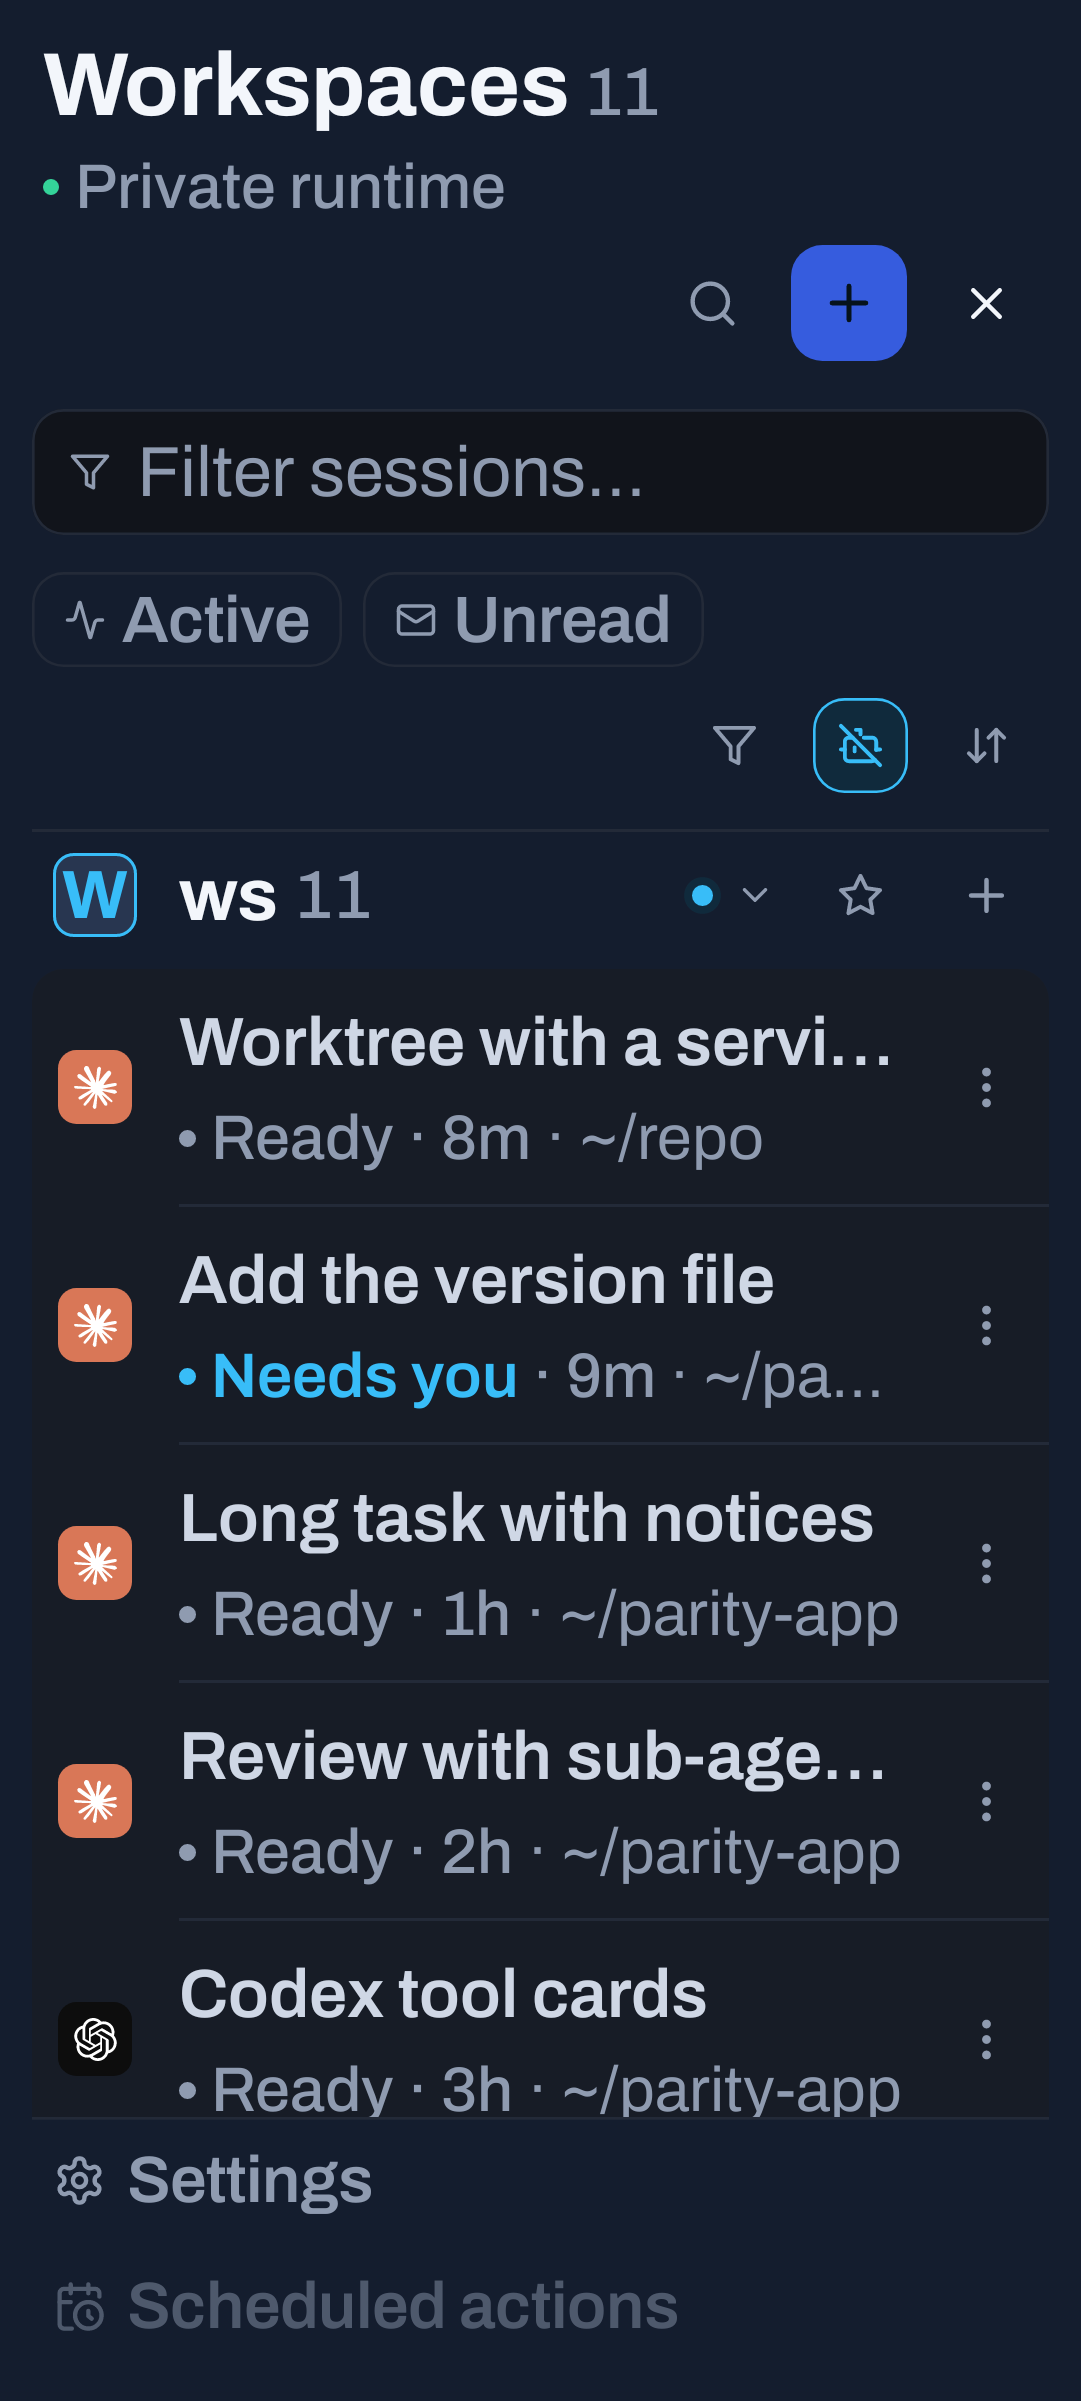 Workspaces 11
• Private runtime
Filter sessions...
Active
Unread
W ws 11
Worktree with a servi...
• Ready · 8m · ~/repo
Add the version file
• Needs you · 9m · ~/pa...
Long task with notices
• Ready · 1h · ~/parity-app
Review with sub-age...
• Ready · 2h · ~/parity-app
Codex tool cards
• Ready · 3h · ~/parity-app
Settings
Scheduled actions